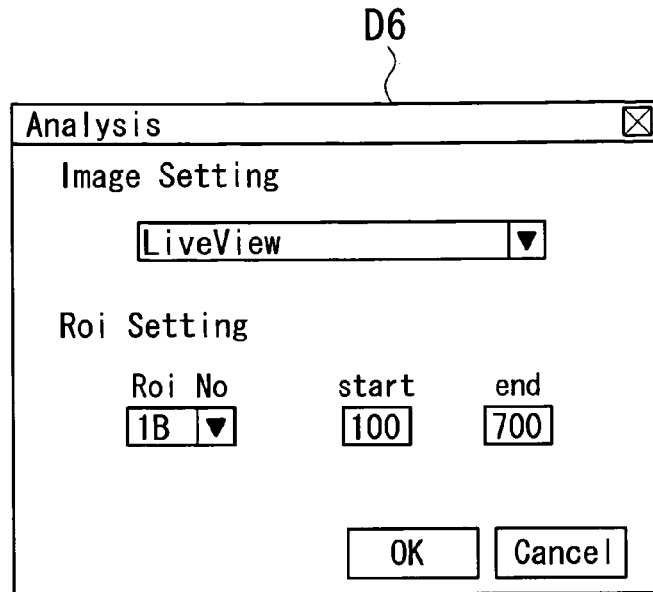 D6
Analysis
Image Setting
LiveView
Roi Setting
Roi No start end
1B 100 700
OK Cancel